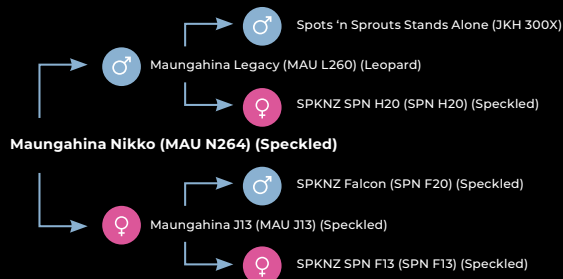 Spots 'n Sprouts Stands Alone (JKH 300X)
Maungahina Legacy (MAU L260) (Leopard)
SPKNZ SPN H20 (SPN H20) (Speckled)
Maungahina Nikko (MAU N264) (Speckled)
SPKNZ Falcon (SPN F20) (Speckled)
Maungahina J13 (MAU J13) (Speckled)
SPKNZ SPN F13 (SPN F13) (Speckled)